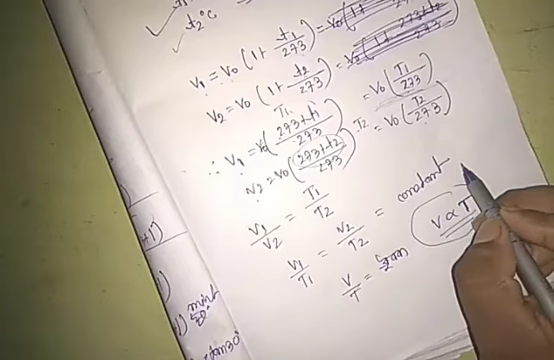 t2°C
V1 = V0 (1 + t1/273)
V2 = V0 (1 + t2/273)
∴ V1 = V0 (273+t1/273) T1 = V0 (T1/273)
V2 = V0 (273+t2/273) T2 = V0 (T2/273)
V1/V2 = T1/T2
V1/T1 = V2/T2 = constant
V/T =
V ∝ T